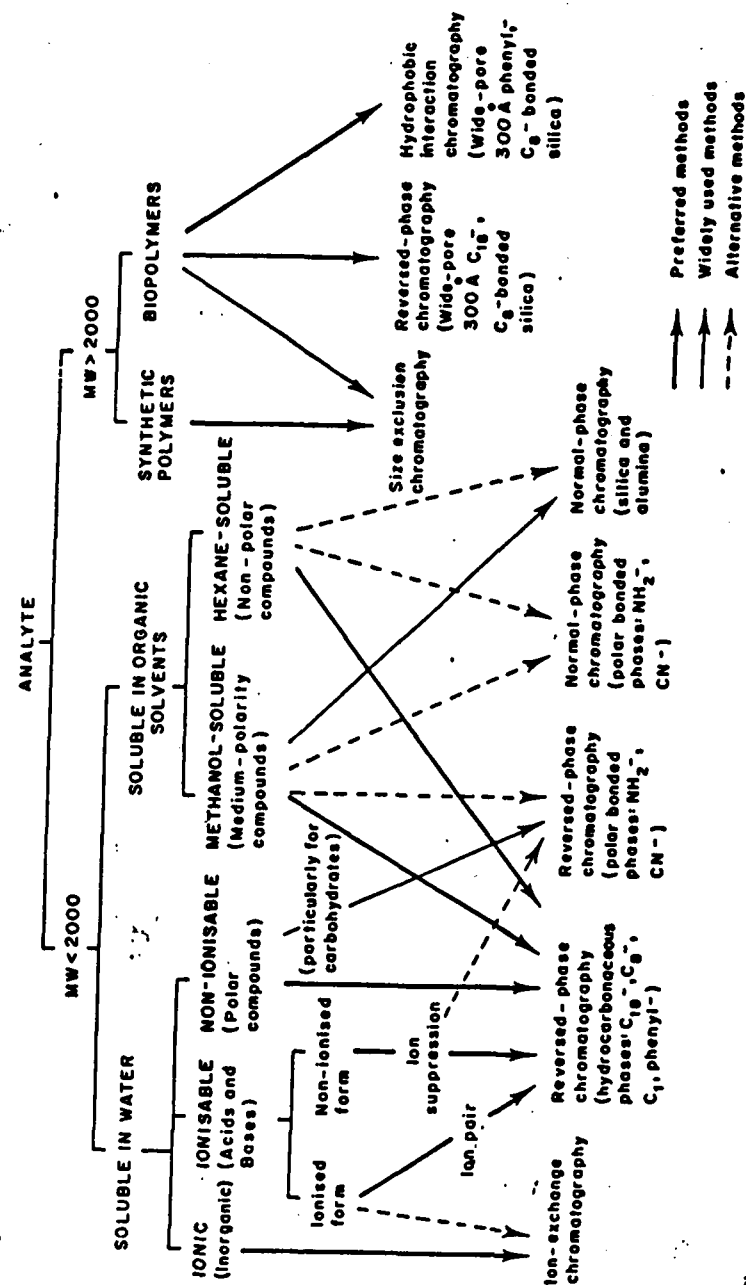 ANALYTE
MW<2000
MW>2000
SOLUBLE IN WATER
SOLUBLE IN ORGANIC
SOLVENTS
SYNTHETIC
POLYMERS
BIOPOLYMERS
IONIC
(Inorganic)
IONISABLE
(Acids and
Bases)
NON-IONISABLE
(Polar
compounds)
METHANOL-SOLUBLE
(Medium-polarity
compounds)
HEXANE-SOLUBLE
(Non-polar
compounds)
Ionised
form
Non-ionised
form
(particularly for
carbohydrates)
Ion pair
Ion
suppression
Size exclusion
chromatography
Reversed-phase
chromatography
(Wide-pore
300 Å C18-,
C8-bonded
silica)
Hydrophobic
interaction
chromatography
(Wide-pore
300 Å phenyl,-
C8-bonded
silica)
Ion-exchange
chromatography
Reversed-phase
chromatography
(hydrocarbonaceous
phases: C18-, C8-,
C1, phenyl-)
Reversed-phase
chromatography
(polar bonded
phases: NH2-,
CN-)
Normal-phase
chromatography
(polar bonded
phases: NH2-,
CN-)
Normal-phase
chromatography
(silica and
alumina)
Preferred methods
Widely used methods
Alternative methods